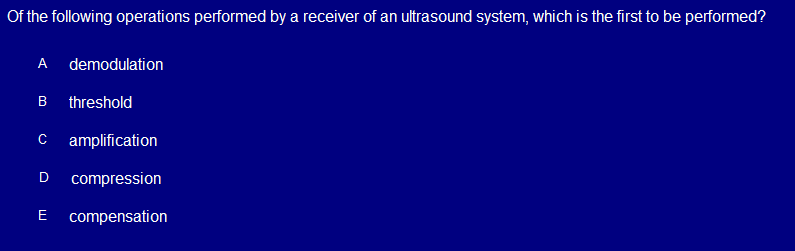 Of the following operations performed by a receiver of an ultrasound system, which is the first to be performed?
A demodulation
B threshold
C amplification
D compression
E compensation